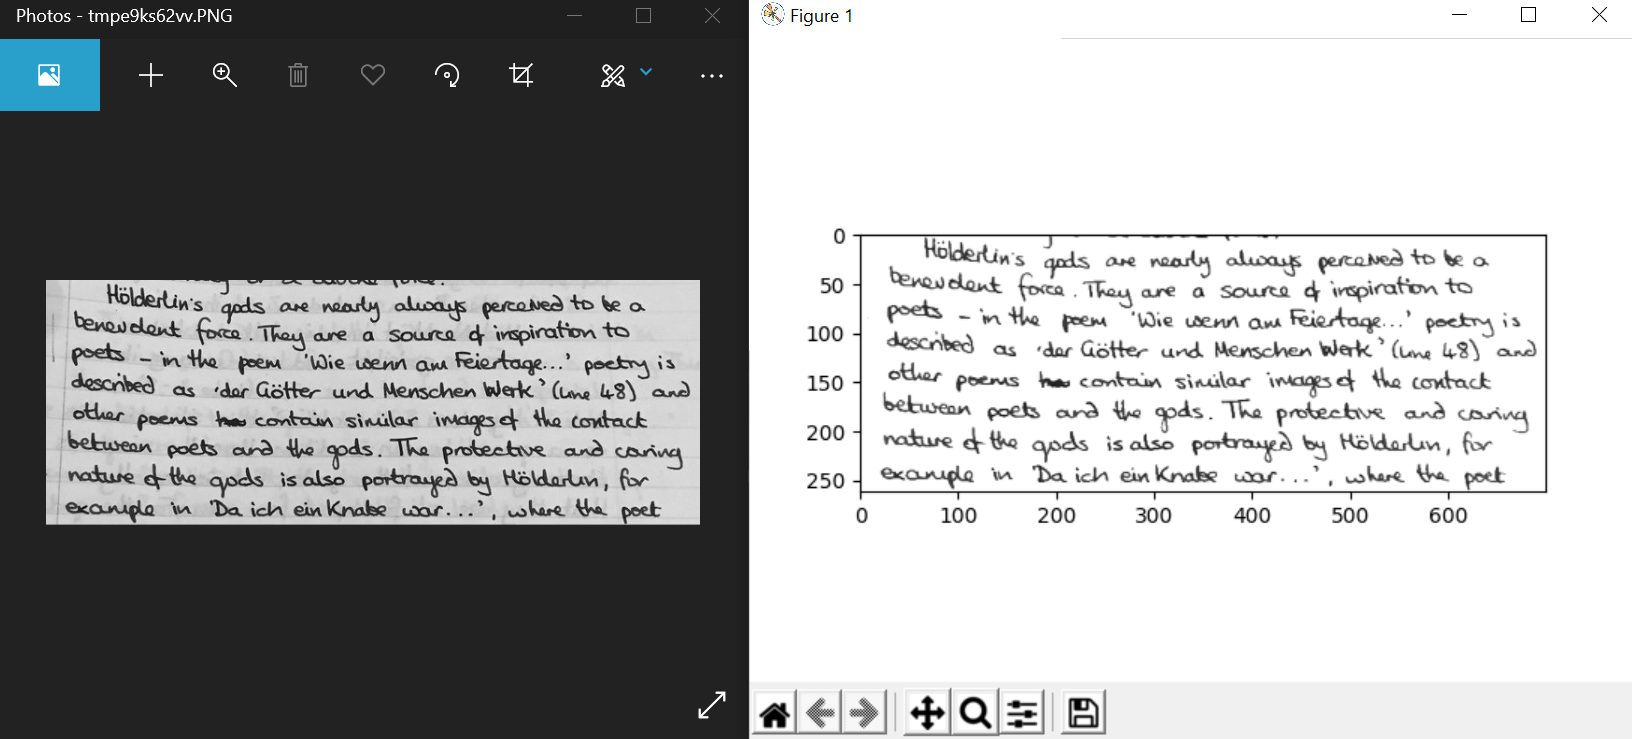 Photos - tmpe9ks62vv.PNG
Hölderlin's gods are nearly always perceived to be a
benevolent force. They are a source of inspiration to
poets – in the poem 'Wie wenn am Feiertage...' poetry is
described as 'der Götter und Menschen Werk' (line 48) and
other poems contain similar images of the contact
between poets and the gods. The protective and caring
nature of the gods is also portrayed by Hölderlin, for
example in 'Da ich ein Knabe war...', where the poet
Figure 1
0
50
100
150
200
250
Hölderlin's gods are nearly always perceived to be a
benevolent force. They are a source of inspiration to
poets – in the poem 'Wie wenn am Feiertage...' poetry is
described as 'der Götter und Menschen Werk' (line 48) and
other poems contain similar images of the contact
between poets and the gods. The protective and caring
nature of the gods is also portrayed by Hölderlin, for
example in 'Da ich ein Knabe war...', where the poet
0 100 200 300 400 500 600